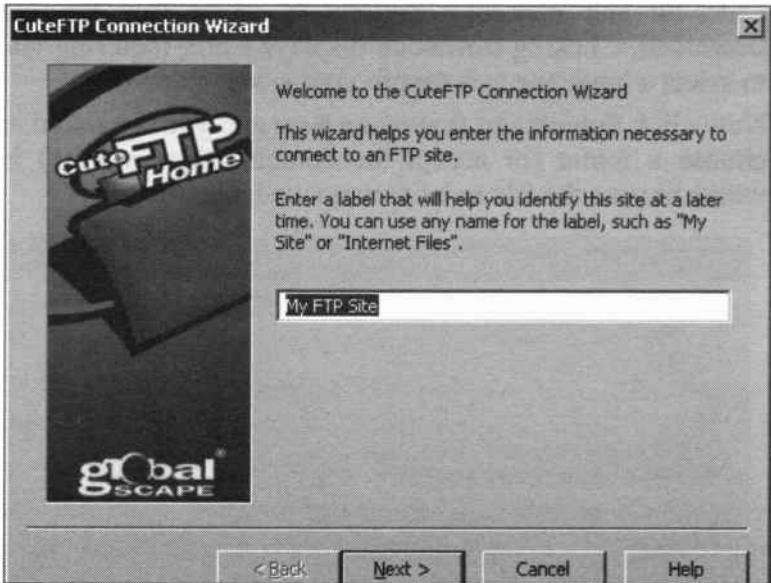 CuteFTP Connection Wizard
Welcome to the CuteFTP Connection Wizard
This wizard helps you enter the information necessary to
connect to an FTP site.
Enter a label that will help you identify this site at a later
time. You can use any name for the label, such as "My
Site" or "Internet Files".
My FTP Site
cuteFTP
Home
globalSCAPE
< Back
Next >
Cancel
Help